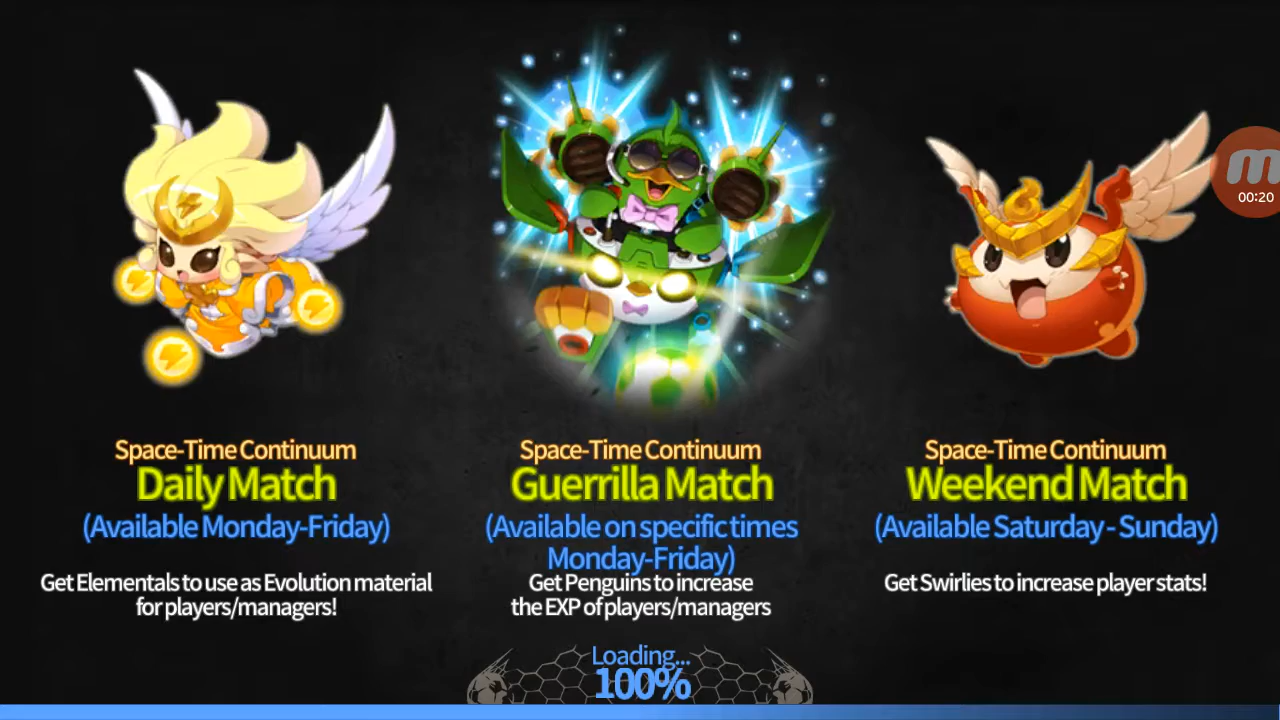 m
00:20
Space-Time Continuum
Daily Match
(Available Monday-Friday)
Get Elementals to use as Evolution material
for players/managers!
Space-Time Continuum
Guerrilla Match
(Available on specific times
Monday-Friday)
Get Penguins to increase
the EXP of players/managers
Space-Time Continuum
Weekend Match
(Available Saturday - Sunday)
Get Swirlies to increase player stats!
Loading...
100%